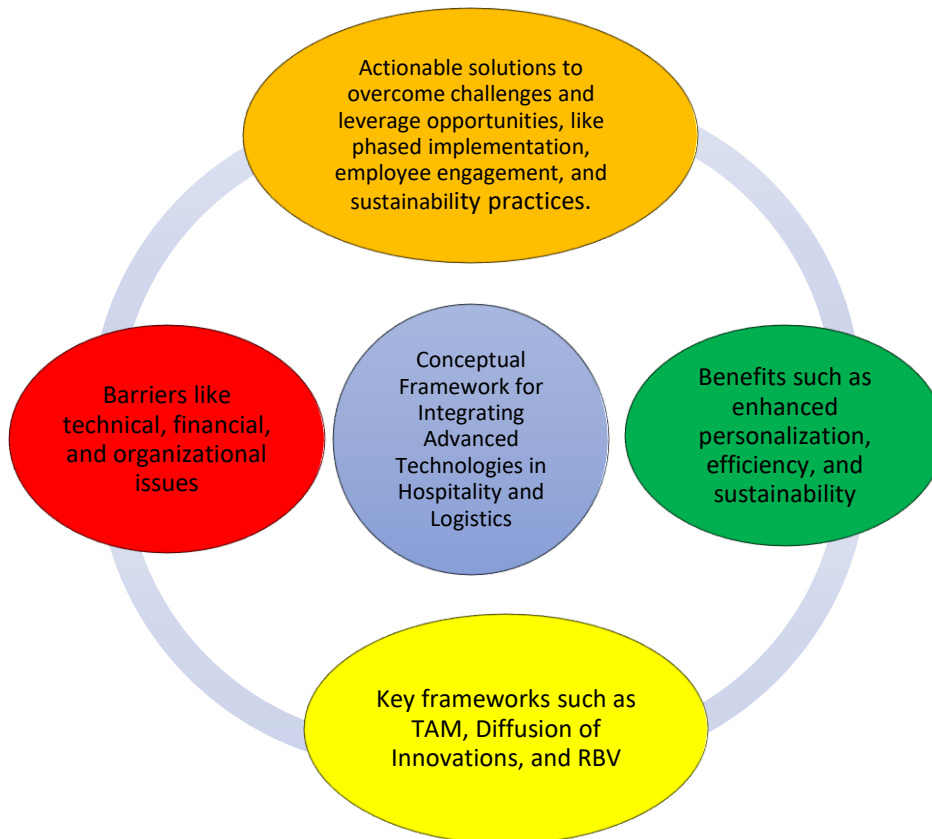 Actionable solutions to
overcome challenges and
leverage opportunities, like
phased implementation,
employee engagement, and
sustainability practices.
Barriers like
technical, financial,
and organizational
issues
Conceptual
Framework for
Integrating
Advanced
Technologies in
Hospitality and
Logistics
Benefits such as
enhanced
personalization,
efficiency, and
sustainability
Key frameworks such as
TAM, Diffusion of
Innovations, and RBV